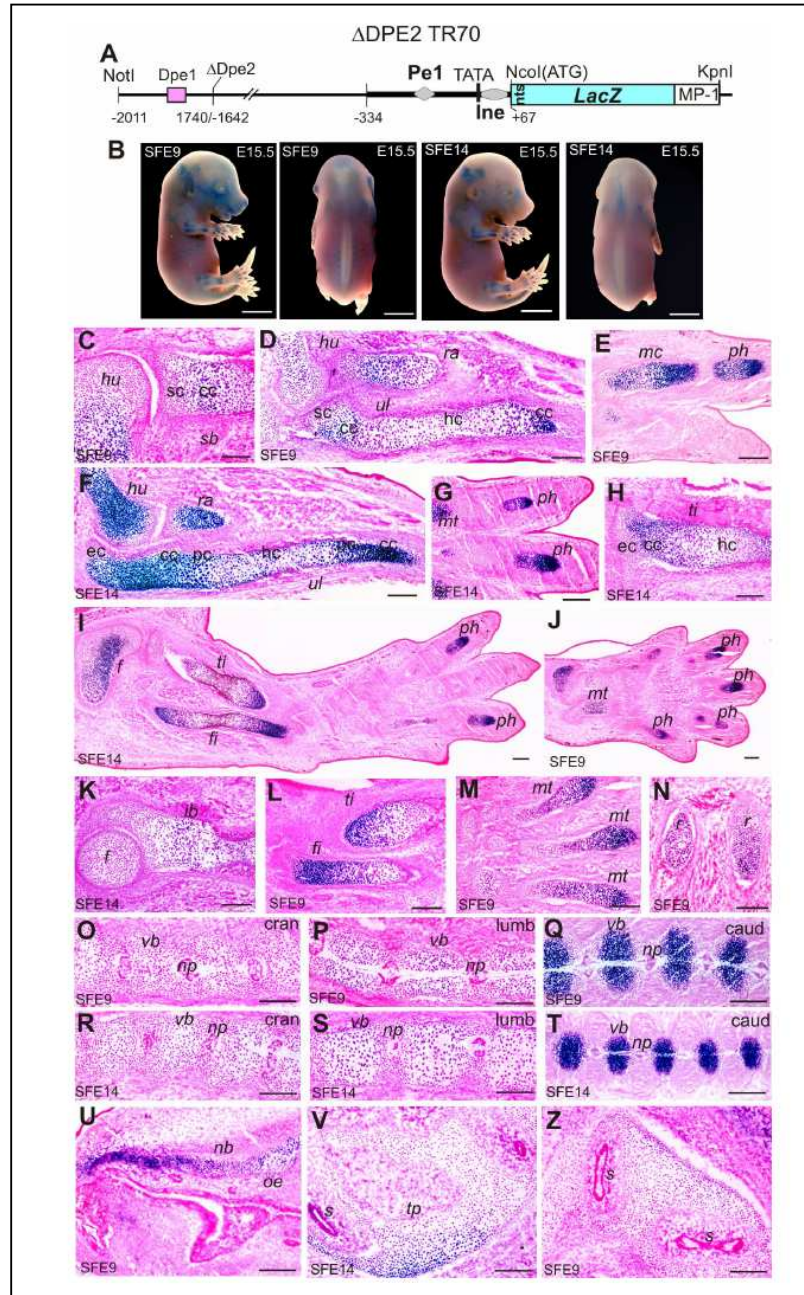 ΔDPE2 TR70
A
NotI Dpe1 ΔDpe2 Pe1 TATA NcoI(ATG) KpnI
nts LacZ MP-1
Ine
-2011 1740/-1642 -334 +67
B SFE9 E15.5 SFE9 E15.5 SFE14 E15.5 SFE14 E15.5
C hu sc cc sb SFE9
D hu ra sc cc ul hc cc SFE9
E mc ph SFE9
F hu ra ec cc pc hc pc cc ul SFE14
G ph mt ph SFE14
H ti ec cc hc SFE14
I f ti fi ph ph SFE14
J ph ph mt ph ph SFE9
K f SFE14
L ti fi SFE9
M mt mt mt SFE9
N r r SFE9
O cran vb np SFE9
P lumb vb np SFE9
Q caud vb np SFE9
R vb cran np SFE14
S vb lumb np SFE14
T vb caud np SFE14
U nb oe SFE9
V s tp SFE14
Z s s SFE9